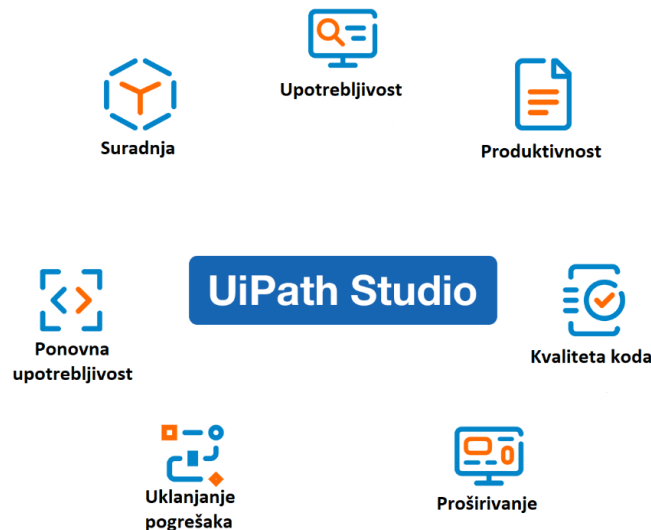 Upotrebljivost
Suradnja
Produktivnost
UiPath Studio
Ponovna
upotrebljivost
Kvaliteta koda
Uklanjanje
pogrešaka
Proširivanje